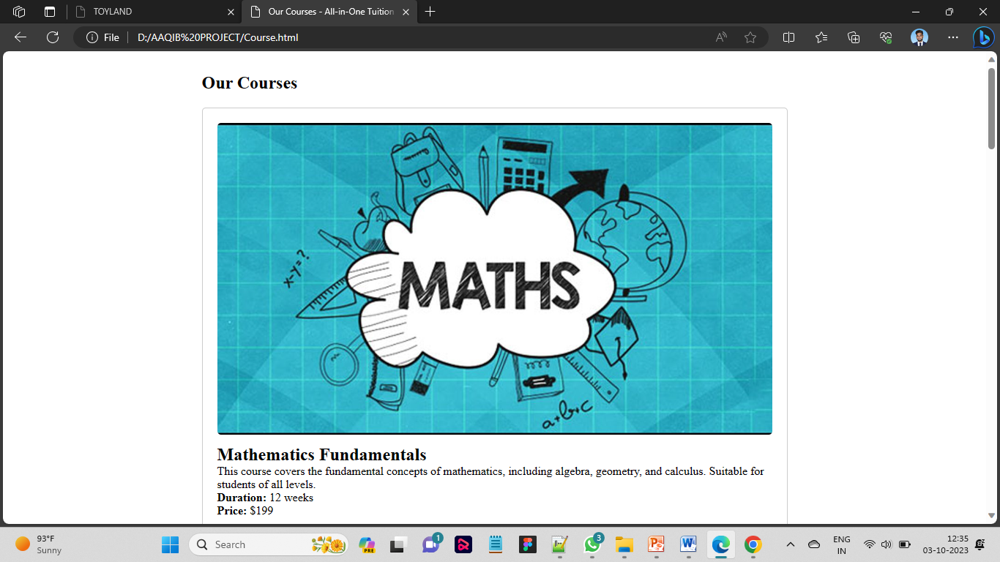 TOYLAND
Our Courses - All-in-One Tuition
File
D:/AAQIB%20PROJECT/Course.html
Our Courses
x-y=?
MATHS
a+b+c
Mathematics Fundamentals
This course covers the fundamental concepts of mathematics, including algebra, geometry, and calculus. Suitable for
students of all levels.
Duration: 12 weeks
Price: $199
93°F
Sunny
Search
PRE
1
3
ENG
IN
12:35
03-10-2023